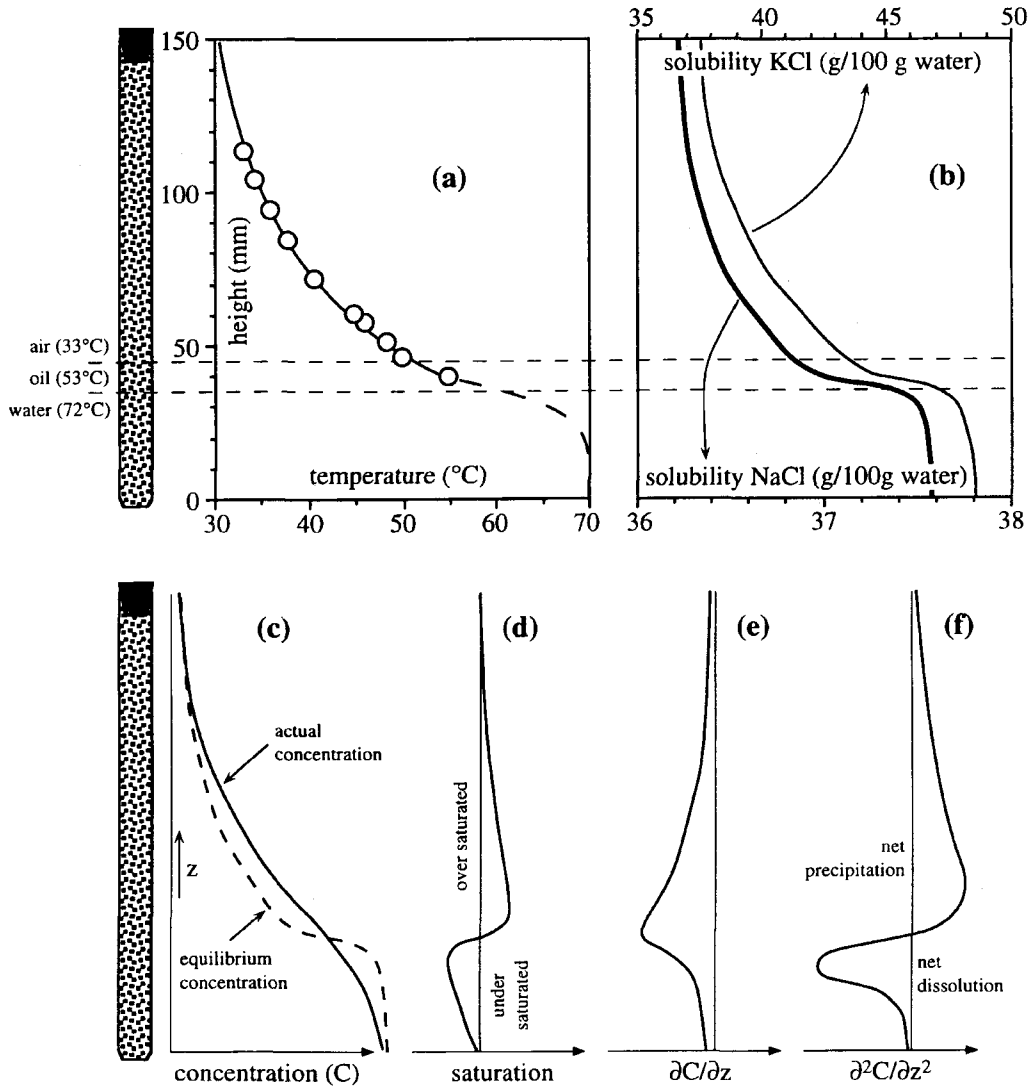 35 40 45 50
150
100
50
0
height (mm)
(a)
temperature (°C)
30 40 50 60 70
air (33°C)
oil (53°C)
water (72°C)
solubility KCl (g/100 g water)
(b)
solubility NaCl (g/100g water)
36 37 38
(c)
actual
concentration
z
equilibrium
concentration
concentration (C)
(d)
over saturated
under
saturated
saturation
(e)
∂C/∂z
(f)
net
precipitation
net
dissolution
∂²C/∂z²